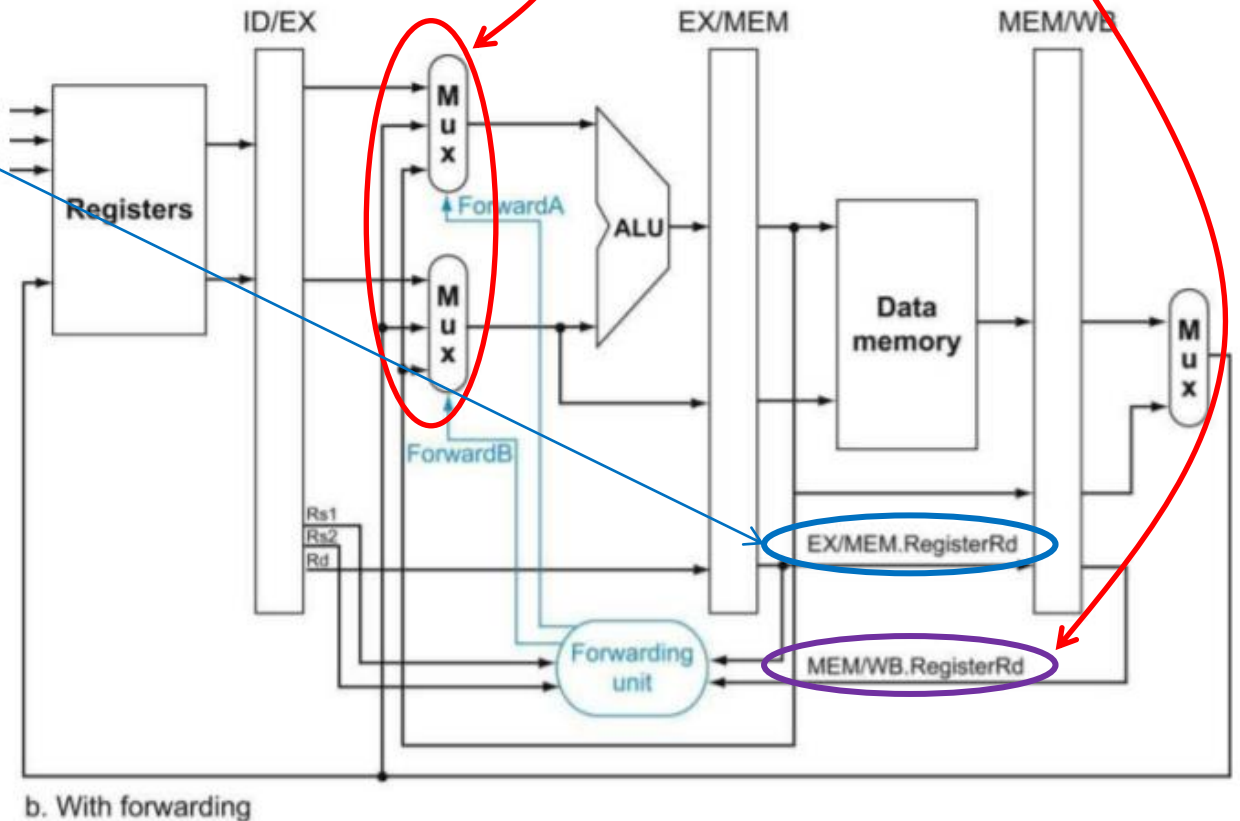 ID/EX
EX/MEM
MEM/WB
M
u
x
Registers
ForwardA
ALU
M
u
x
Data
memory
M
u
x
ForwardB
Rs1
Rs2
Rd
EX/MEM.RegisterRd
Forwarding
unit
MEM/WB.RegisterRd
b. With forwarding